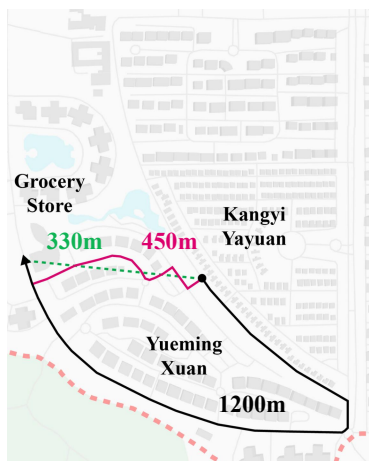 Grocery
Store
330m
450m
Kangyi
Yayuan
Yueming
Xuan
1200m